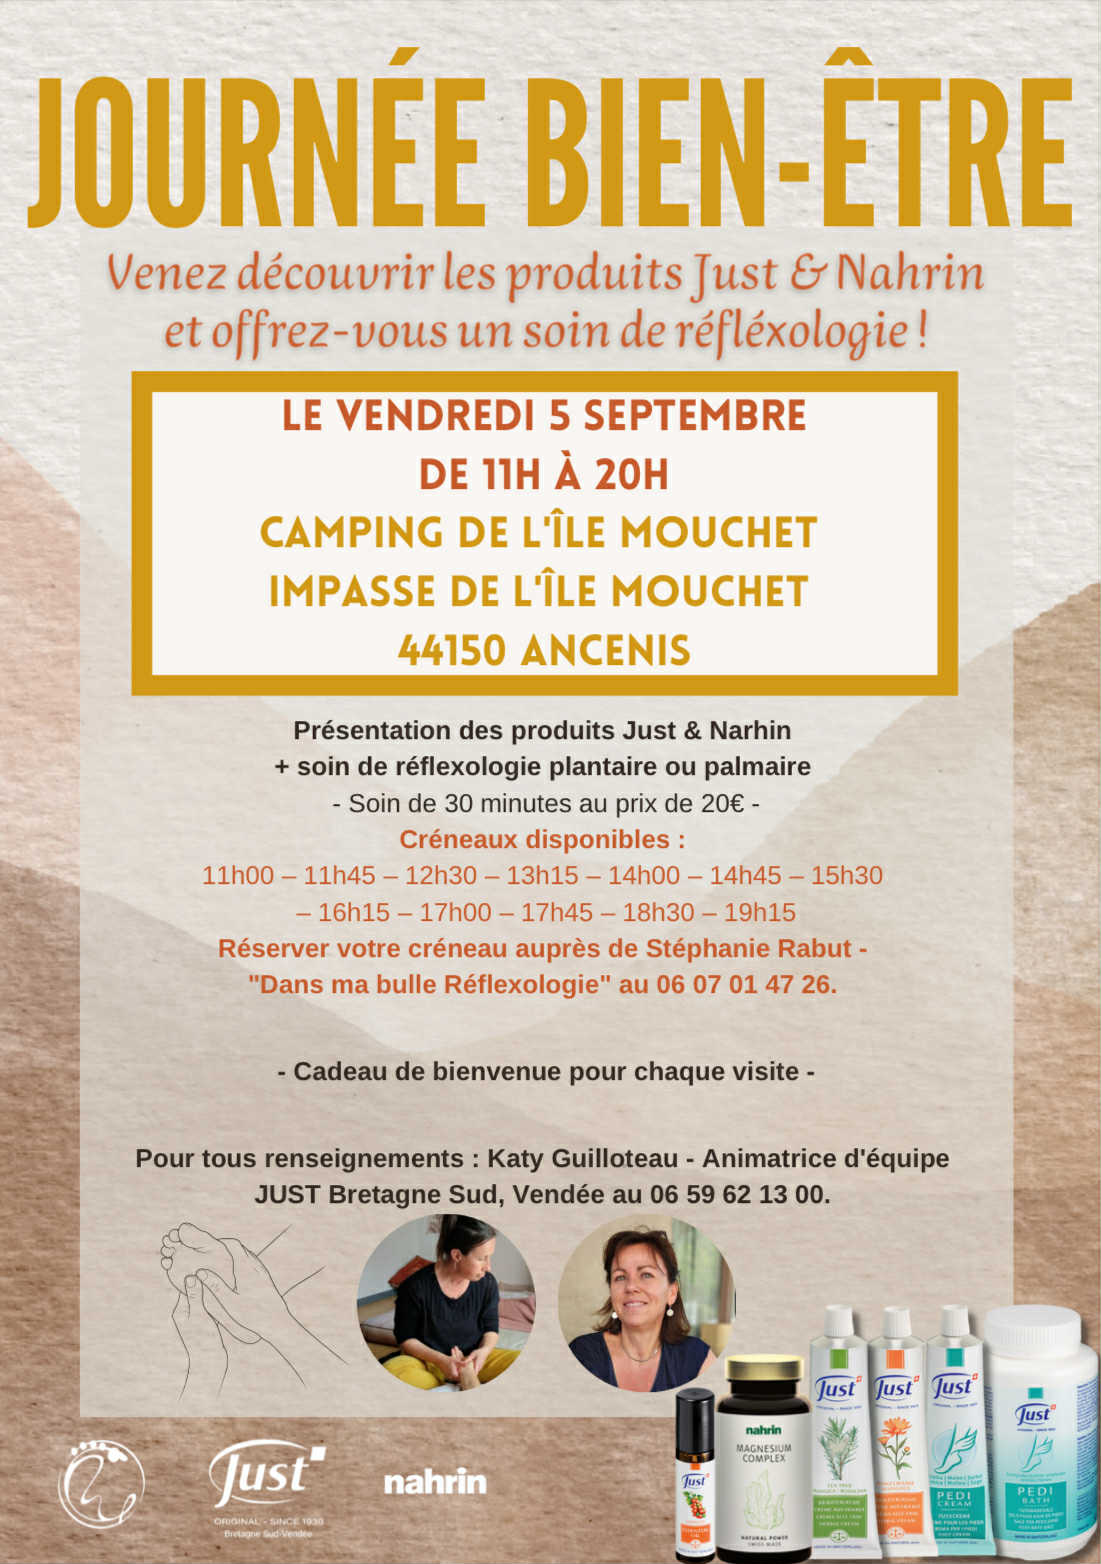 JOURNÉE BIEN-ÊTRE
Venez découvrir les produits Just & Nahrin
et offrez-vous un soin de réfléxologie !
LE VENDREDI 5 SEPTEMBRE
DE 11H À 20H
CAMPING DE L'ÎLE MOUCHET
IMPASSE DE L'ÎLE MOUCHET
44150 ANCENIS
Présentation des produits Just & Narhin
+ soin de réflexologie plantaire ou palmaire
- Soin de 30 minutes au prix de 20€ -
Créneaux disponibles :
11h00 – 11h45 – 12h30 – 13h15 – 14h00 – 14h45 – 15h30
– 16h15 – 17h00 – 17h45 – 18h30 – 19h15
Réserver votre créneau auprès de Stéphanie Rabut -
"Dans ma bulle Réflexologie" au 06 07 01 47 26.
- Cadeau de bienvenue pour chaque visite -
Pour tous renseignements : Katy Guilloteau - Animatrice d'équipe
JUST Bretagne Sud, Vendée au 06 59 62 13 00.
Just
ORIGINAL - SINCE 1930
Bretagne Sud-Vendée
nahrin
Just
nahrin
MAGNESIUM
COMPLEX
NATURAL POWER
SWISS MADE
Just
Just
Just
PEDI
CREAM
Just
PEDI
BATH